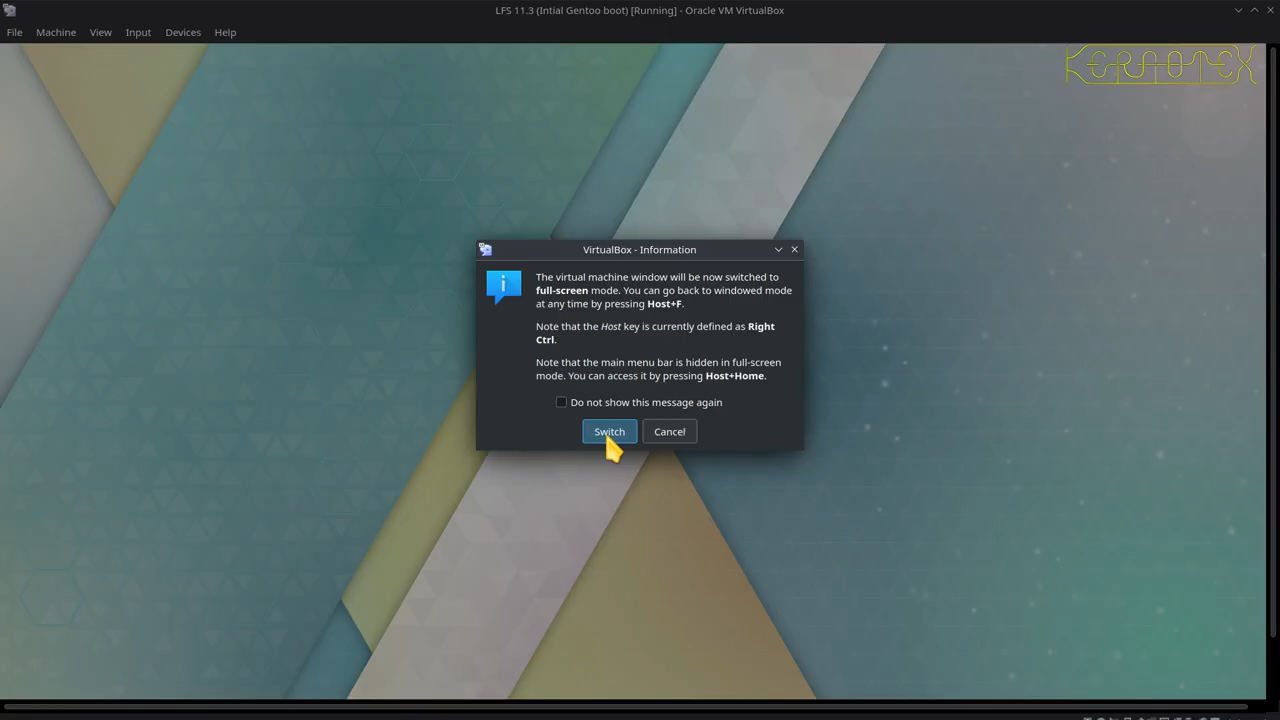 LFS 11.3 (Intial Gentoo boot) [Running] - Oracle VM VirtualBox
File Machine View Input Devices Help
KERNOTEX
VirtualBox - Information
The virtual machine window will be now switched to
full-screen mode. You can go back to windowed mode
at any time by pressing Host+F.
Note that the Host key is currently defined as Right
Ctrl.
Note that the main menu bar is hidden in full-screen
mode. You can access it by pressing Host+Home.
Do not show this message again
Switch Cancel